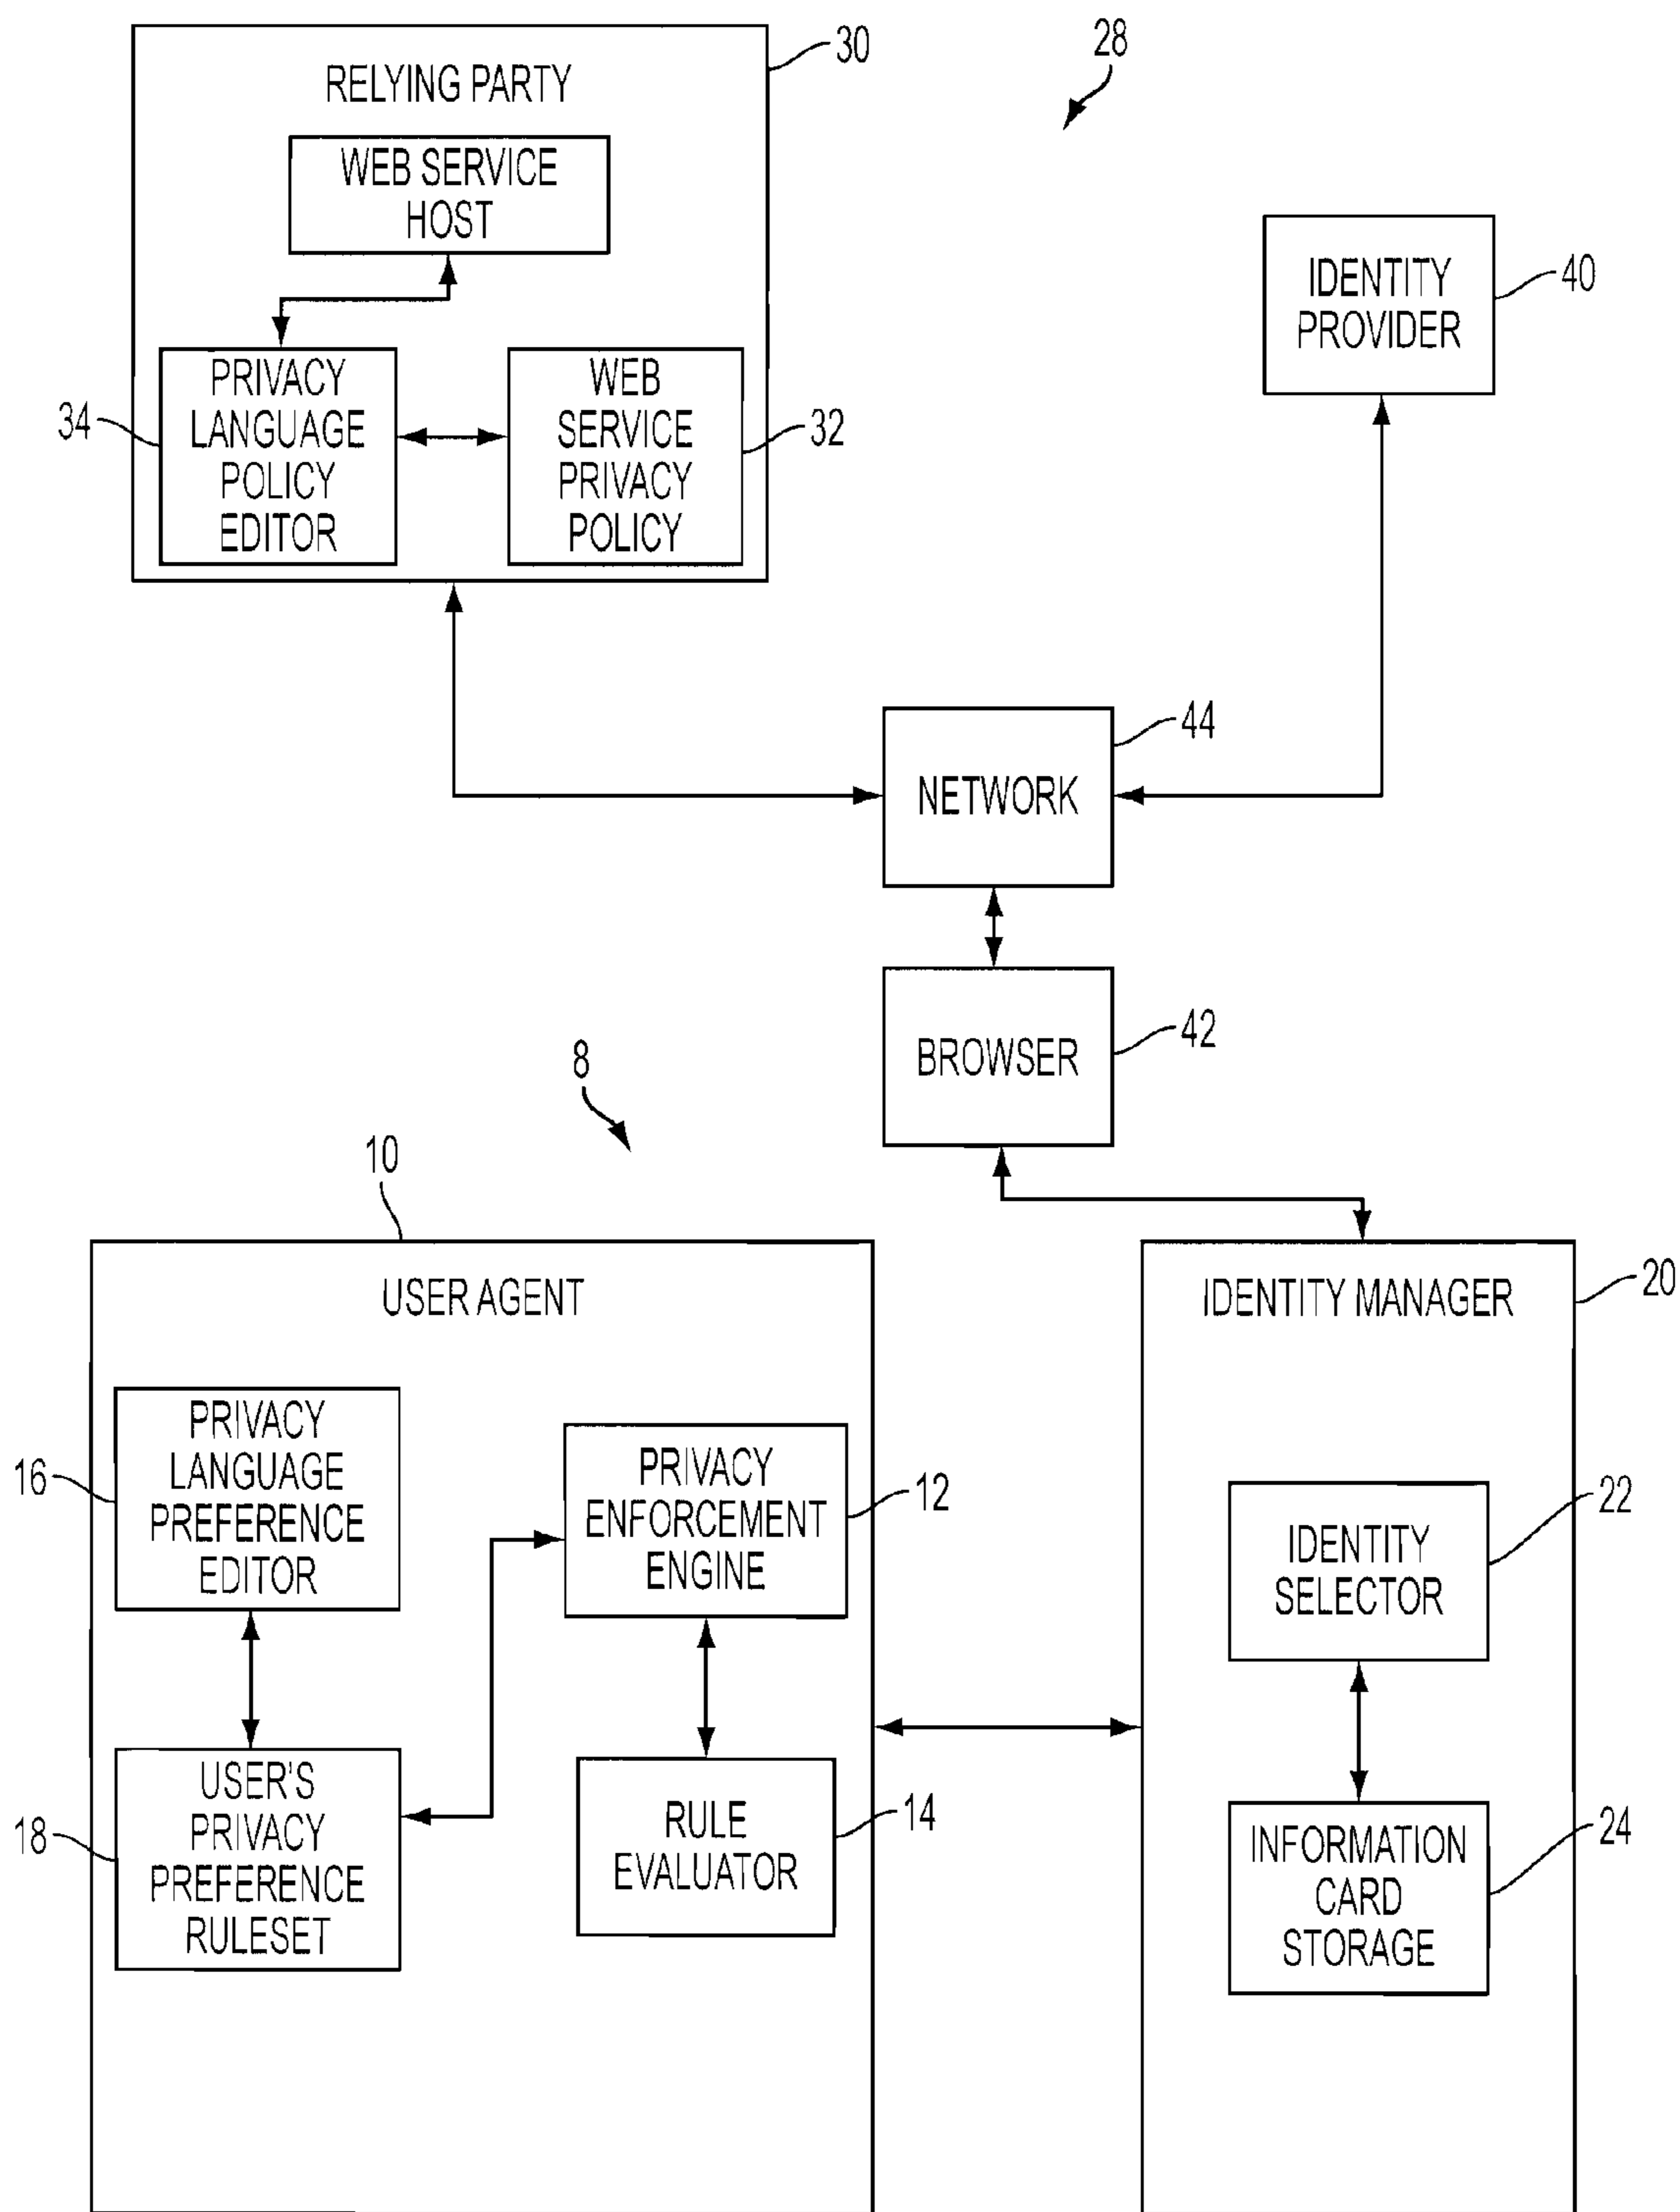 30
28
RELYING PARTY
WEB SERVICE
HOST
40
IDENTITY
PROVIDER
34
PRIVACY
LANGUAGE
POLICY
EDITOR
WEB
SERVICE
PRIVACY
POLICY
32
44
NETWORK
42
BROWSER
8
10
USER AGENT
IDENTITY MANAGER
20
16
PRIVACY
LANGUAGE
PREFERENCE
EDITOR
PRIVACY
ENFORCEMENT
ENGINE
12
22
IDENTITY
SELECTOR
18
USER'S
PRIVACY
PREFERENCE
RULESET
RULE
EVALUATOR
14
INFORMATION
CARD
STORAGE
24